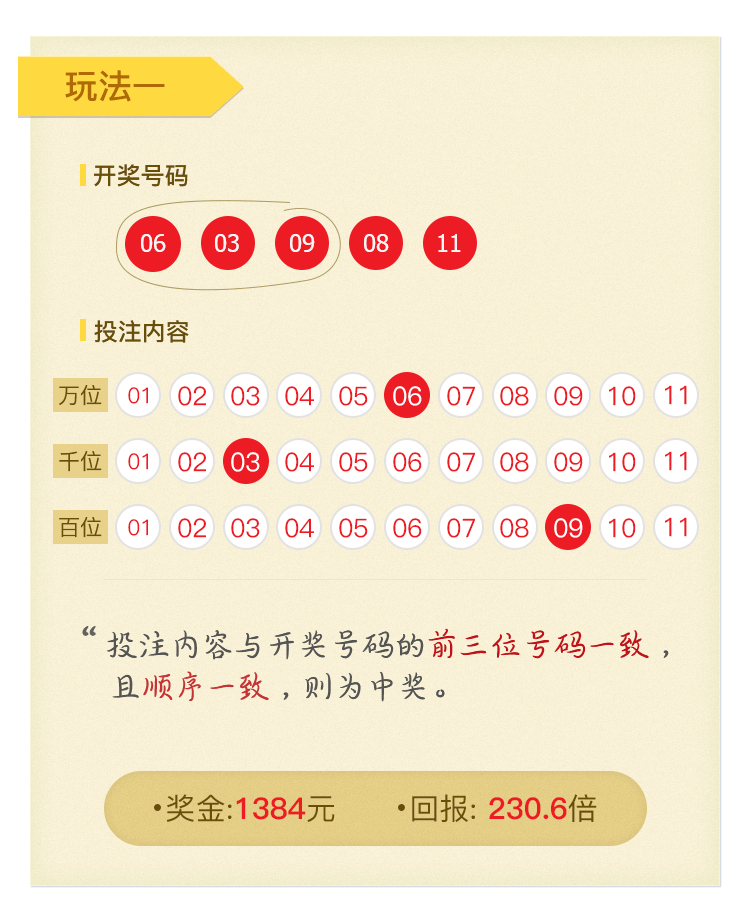 玩法一
开奖号码
06 03 09 08 11
投注内容
万位 01 02 03 04 05 06 07 08 09 10 11
千位 01 02 03 04 05 06 07 08 09 10 11
百位 01 02 03 04 05 06 07 08 09 10 11
“投注内容与开奖号码的前三位号码一致，
且顺序一致，则为中奖。
•奖金:1384元 •回报: 230.6倍